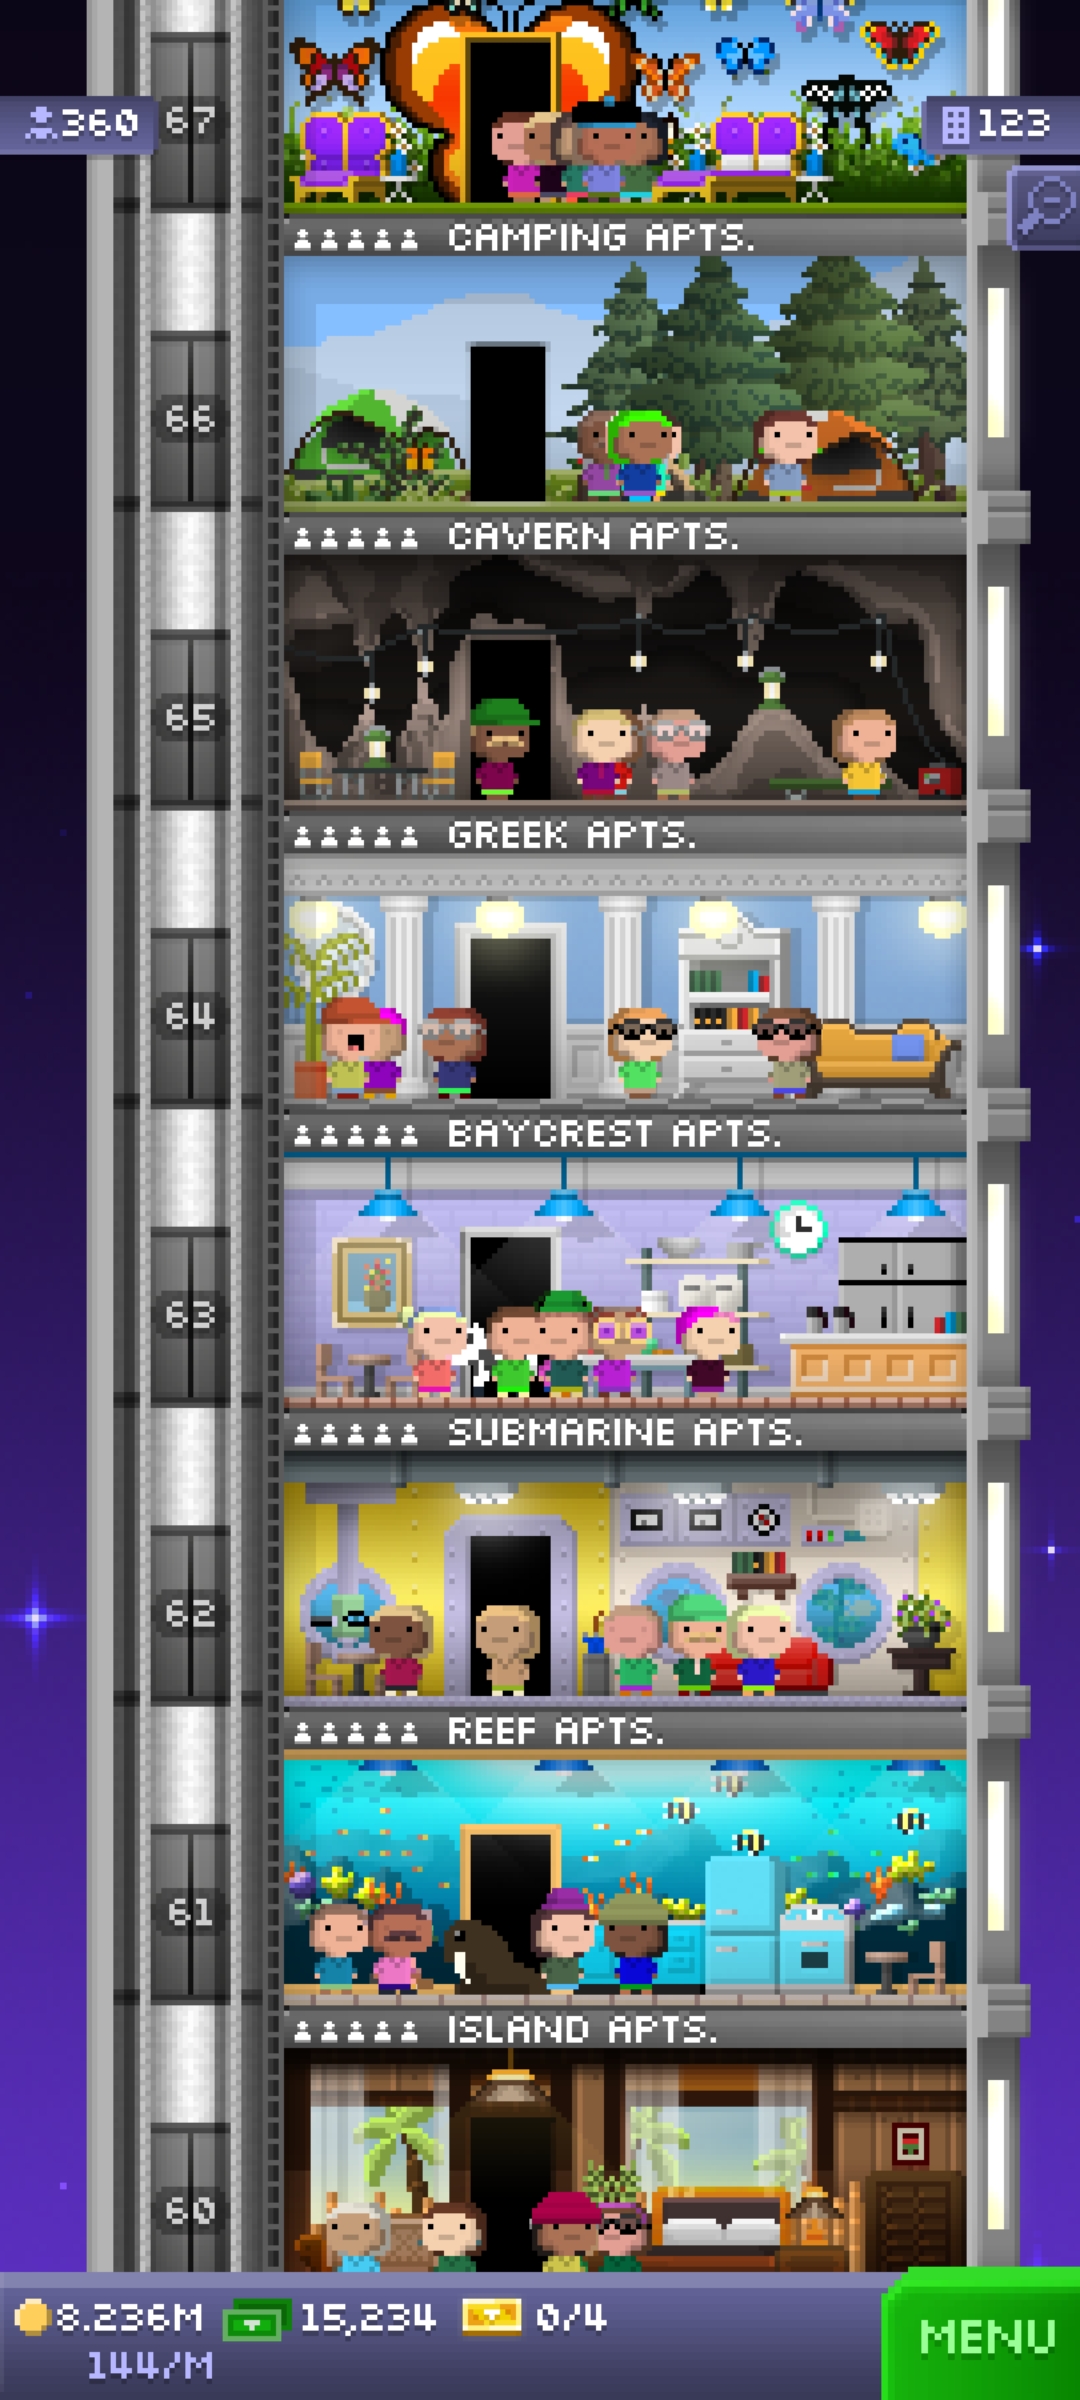 67
360
123
CAMPING APTS.
66
CAVERN APTS.
65
GREEK APTS.
64
BAYCREST APTS.
63
SUBMARINE APTS.
62
REEF APTS.
61
ISLAND APTS.
60
8.236M 15,234 0/4
144/M
MENU